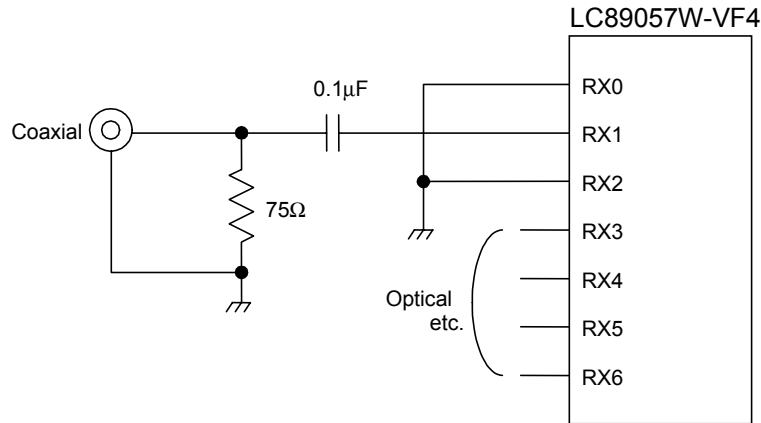 LC89057W-VF4
0.1μF
Coaxial
75Ω
RX0
RX1
RX2
RX3
RX4
RX5
RX6
Optical
etc.